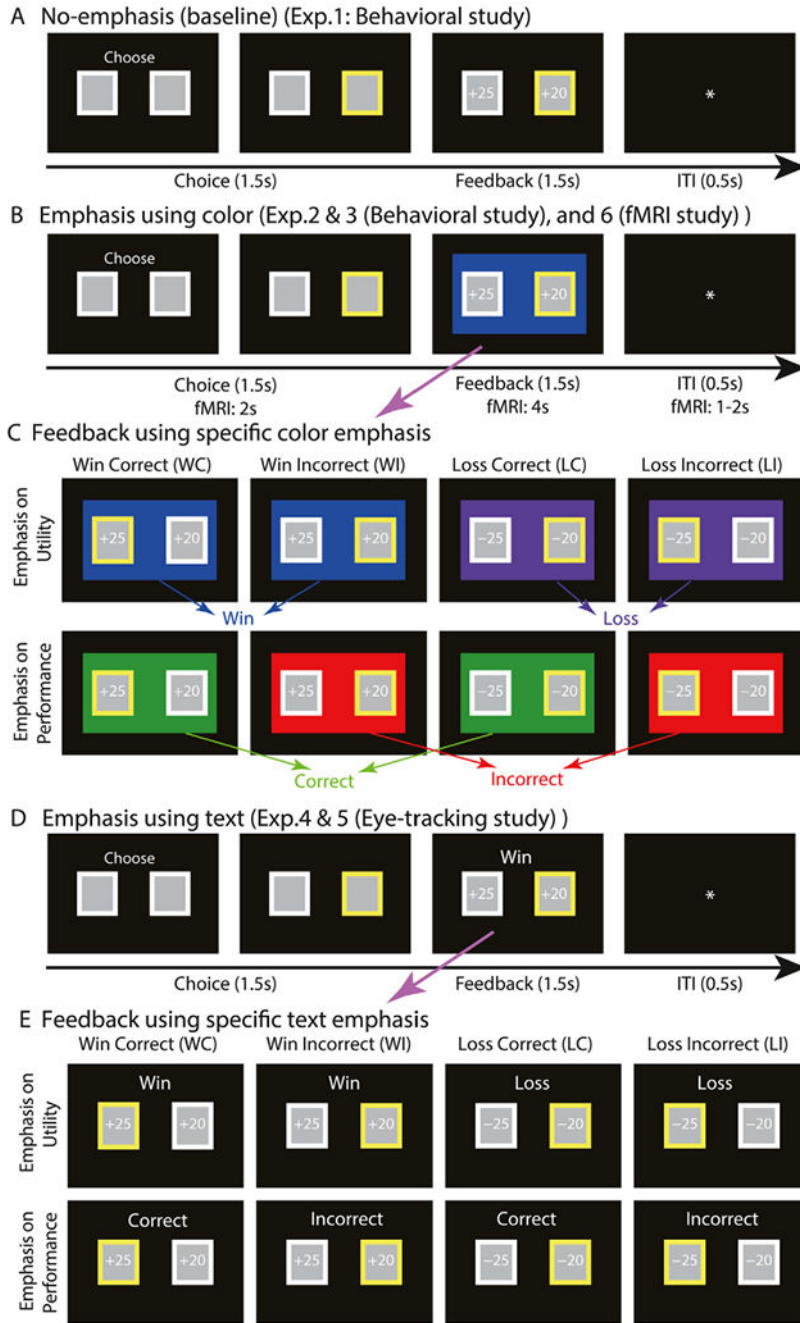 A No-emphasis (baseline) (Exp.1: Behavioral study)
Choose
+25 +20
*
Choice (1.5s) Feedback (1.5s) ITI (0.5s)
B Emphasis using color (Exp.2 & 3 (Behavioral study), and 6 (fMRI study) )
Choose
+25 +20
*
Choice (1.5s) Feedback (1.5s) ITI (0.5s)
fMRI: 2s fMRI: 4s fMRI: 1-2s
C Feedback using specific color emphasis
Win Correct (WC) Win Incorrect (WI) Loss Correct (LC) Loss Incorrect (LI)
Emphasis on
Utility
+25 +20 +25 +20 −25 −20 −25 −20
Win Loss
Emphasis on
Performance
+25 +20 +25 +20 −25 −20 −25 −20
Correct Incorrect
D Emphasis using text (Exp.4 & 5 (Eye-tracking study) )
Choose Win
+25 +20
*
Choice (1.5s) Feedback (1.5s) ITI (0.5s)
E Feedback using specific text emphasis
Win Correct (WC) Win Incorrect (WI) Loss Correct (LC) Loss Incorrect (LI)
Emphasis on
Utility
Win Win Loss Loss
+25 +20 +25 +20 −25 −20 −25 −20
Emphasis on
Performance
Correct Incorrect Correct Incorrect
+25 +20 +25 +20 −25 −20 −25 −20